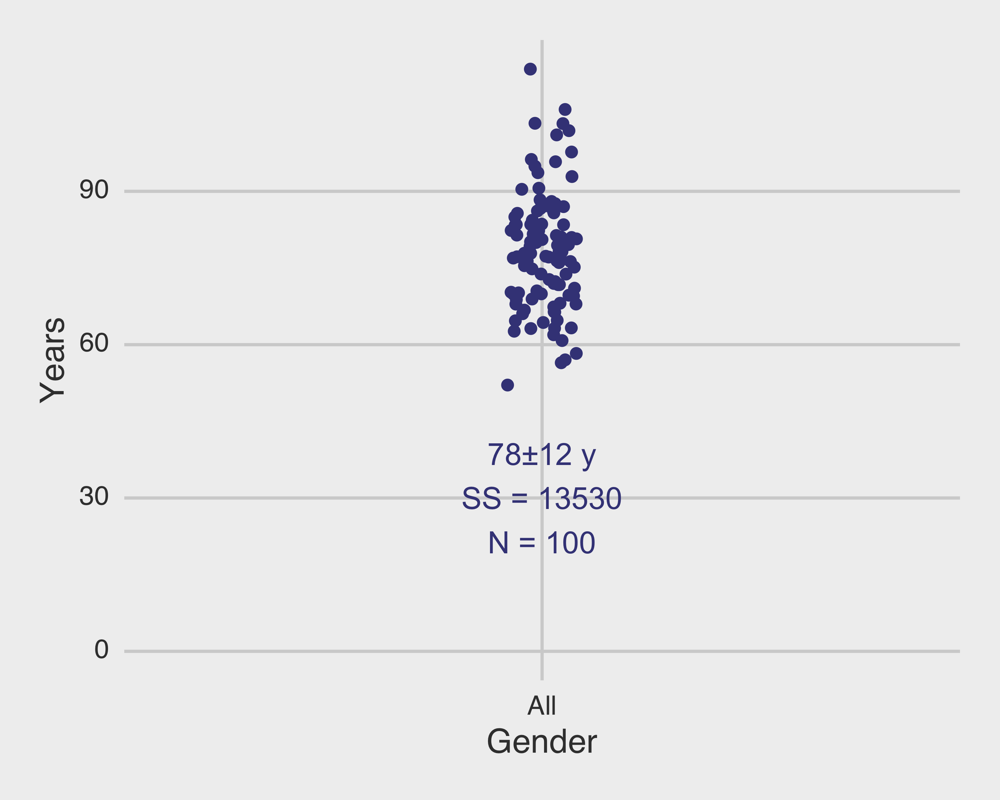 90
60
30
0
Years
78±12 y
SS = 13530
N = 100
All
Gender